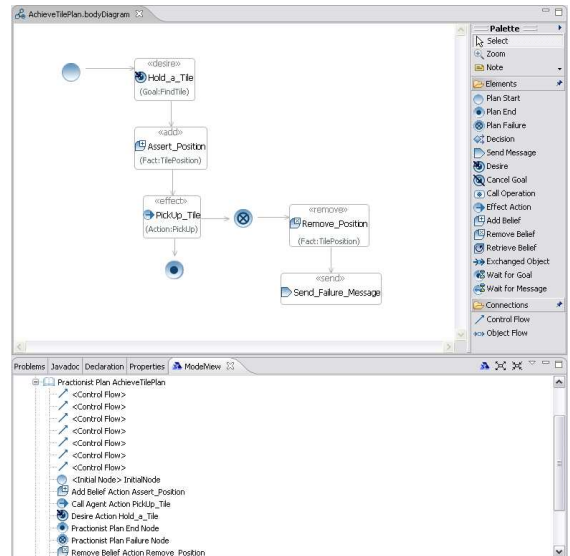 AchieveTilePlan.bodyDiagram
«desire»
Hold_a_Tile
(Goal:FindTile)
«add»
Assert_Position
(Fact:TilePosition)
«effect»
PickUp_Tile
(Action:PickUp)
«remove»
Remove_Position
(Fact:TilePosition)
«send»
Send_Failure_Message
Palette
Select
Zoom
Note
Elements
Plan Start
Plan End
Plan Failure
Decision
Send Message
Desire
Cancel Goal
Call Operation
Effect Action
Add Belief
Remove Belief
Retrieve Belief
Exchanged Object
Wait for Goal
Wait for Message
Connections
Control Flow
Object Flow
Problems Javadoc Declaration Properties ModelView
Practionist Plan AchieveTilePlan
<Control Flow>
<Control Flow>
<Control Flow>
<Control Flow>
<Control Flow>
<Control Flow>
<Control Flow>
<Initial Node> InitialNode
Add Belief Action Assert_Position
Call Agent Action PickUp_Tile
Desire Action Hold_a_Tile
Practionist Plan End Node
Practionist Plan Failure Node
Remove Belief Action Remove_Position